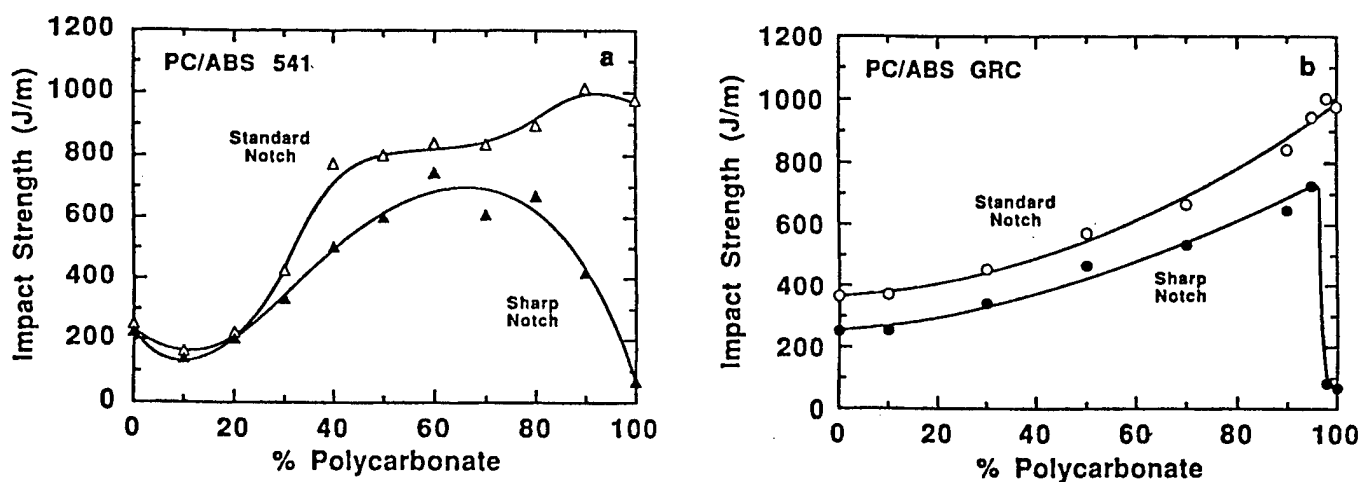 1200
1000
800
600
400
200
0
Impact Strength (J/m)
PC/ABS 541
a
Standard
Notch
Sharp
Notch
0 20 40 60 80 100
% Polycarbonate
1200
1000
800
600
400
200
0
Impact Strength (J/m)
PC/ABS GRC
b
Standard
Notch
Sharp
Notch
0 20 40 60 80 100
% Polycarbonate